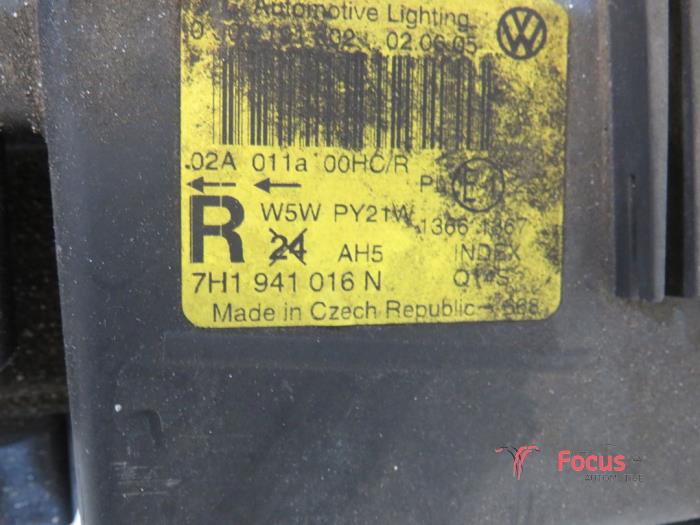 Automotive Lighting
02.06.05
02A 011a 00HC/R
R W5W PY21W
24 AH5 INDEX
7H1 941 016 N
Made in Czech Republic
Focus
AUTOMOTIVE